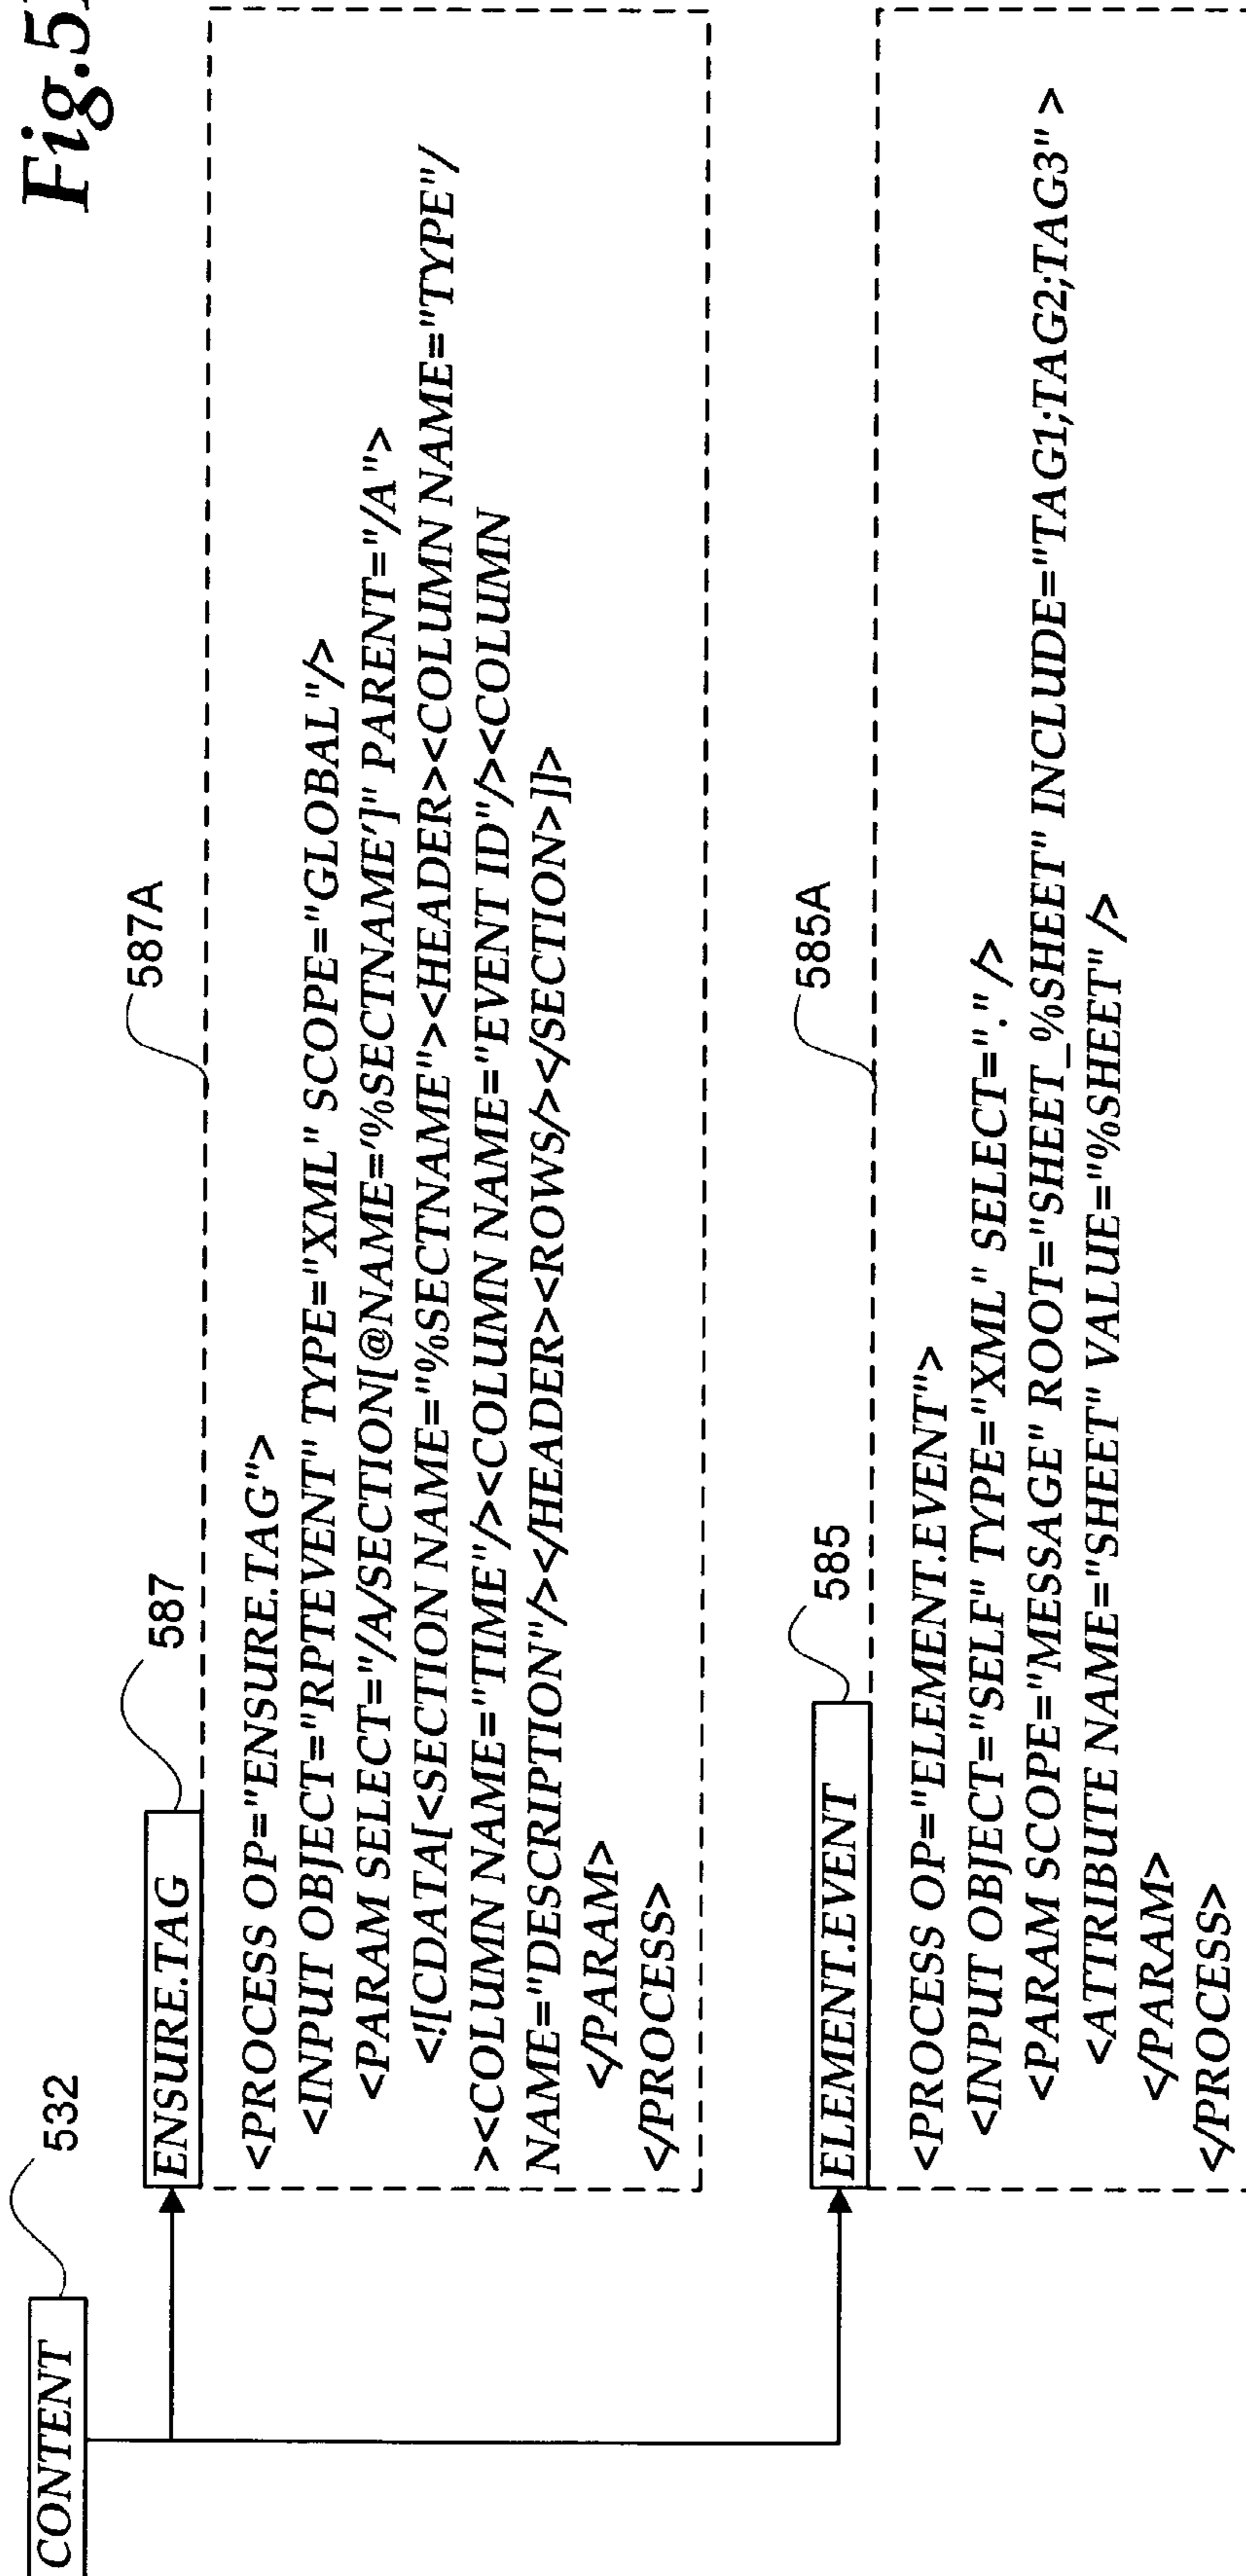 Fig.5
CONTENT
532
ENSURE.TAG
587
587A
<PROCESS OP="ENSURE.TAG">
<INPUT OBJECT="RPTEVENT" TYPE="XML" SCOPE="GLOBAL"/>
<PARAM SELECT="/A/SECTION[@NAME='%SECTNAME']" PARENT="/A">
<![CDATA[<SECTION NAME="%SECTNAME"><HEADER><COLUMN NAME="TYPE"/
><COLUMN NAME="TIME"/><COLUMN NAME="EVENT ID"/><COLUMN
NAME="DESCRIPTION"/></HEADER><ROWS/></SECTION>]]>
</PARAM>
</PROCESS>
ELEMENT.EVENT
585
585A
<PROCESS OP="ELEMENT.EVENT">
<INPUT OBJECT="SELF" TYPE="XML" SELECT="." />
<PARAM SCOPE="MESSAGE" ROOT="SHEET_%SHEET" INCLUDE="TAG1;TAG2;TAG3" >
<ATTRIBUTE NAME="SHEET" VALUE="%SHEET" />
</PARAM>
</PROCESS>